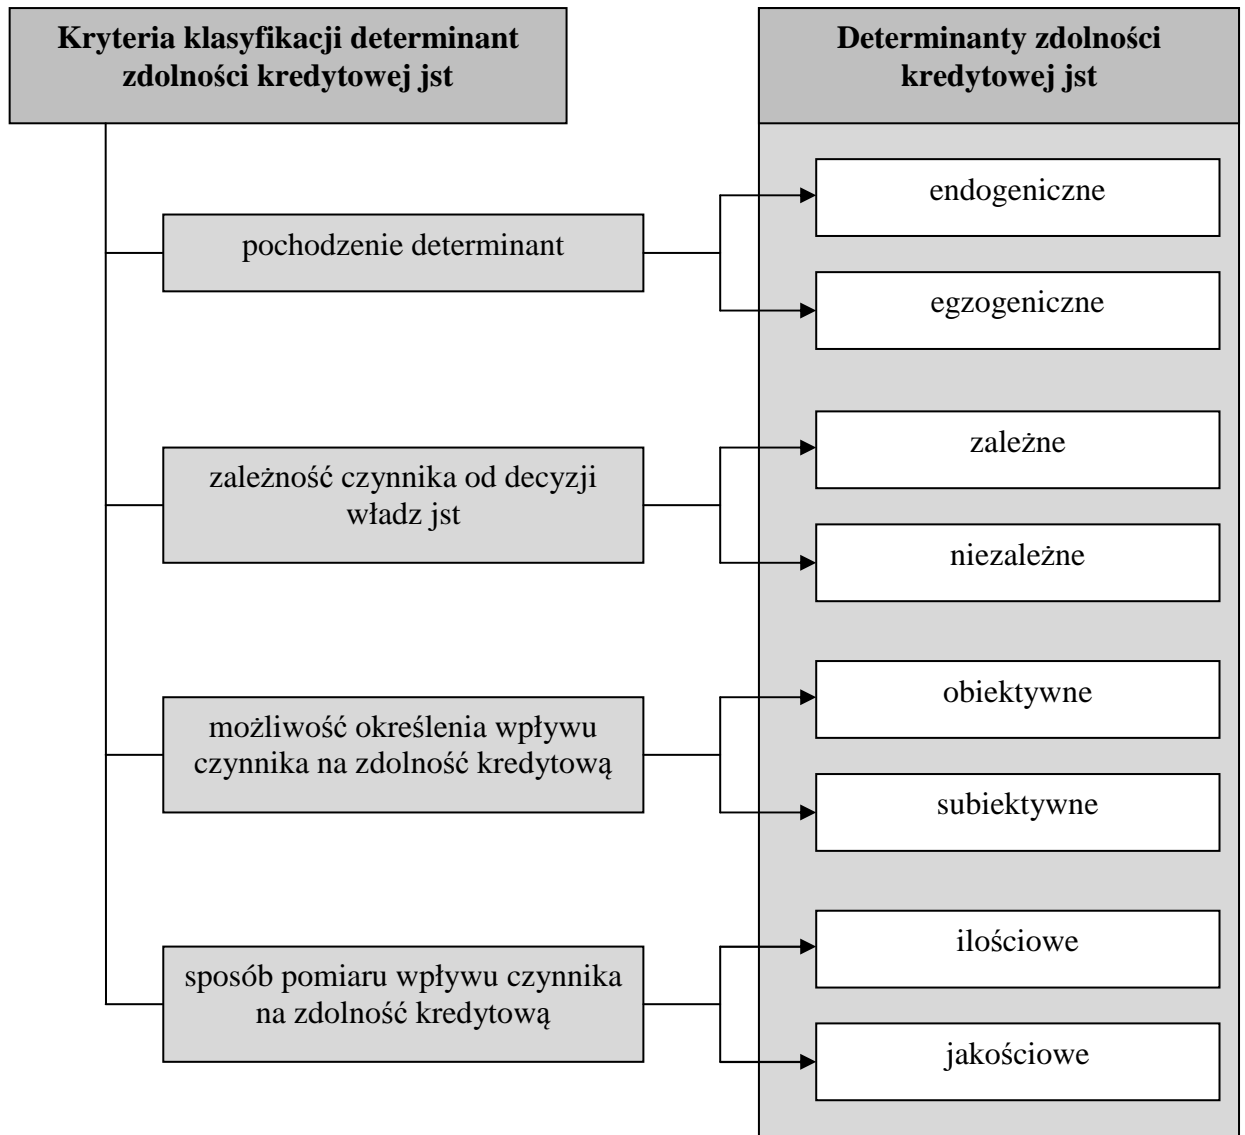 Kryteria klasyfikacji determinant
zdolności kredytowej jst
Determinanty zdolności
kredytowej jst
pochodzenie determinant
endogeniczne
egzogeniczne
zależność czynnika od decyzji
władz jst
zależne
niezależne
możliwość określenia wpływu
czynnika na zdolność kredytową
obiektywne
subiektywne
sposób pomiaru wpływu czynnika
na zdolność kredytową
ilościowe
jakościowe